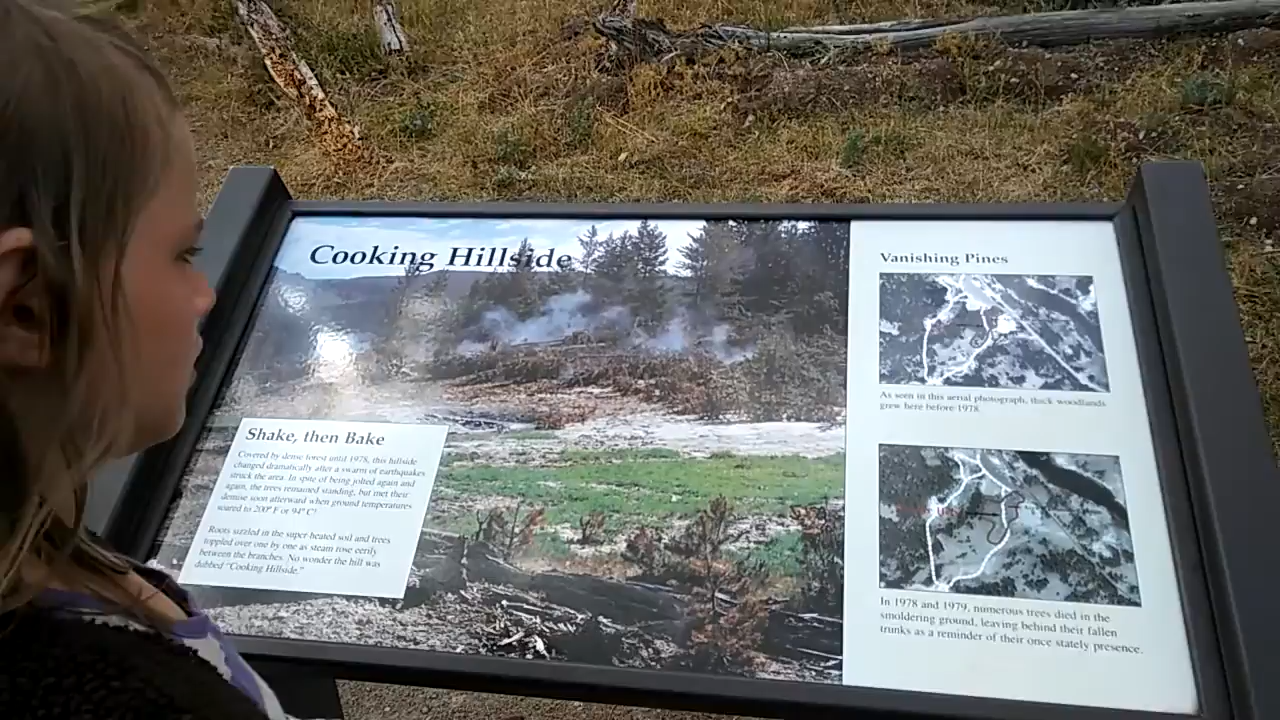 Cooking Hillside
Shake, then Bake
Covered by dense forest until 1978, this hillside
changed dramatically after a swarm of earthquakes
struck the area. In spite of being jolted again and
again, the trees remained standing, but met their
demise soon afterward when ground temperatures
soared to 200° F or 94° C!
Roots sizzled in the super heated soil and trees
toppled over one by one as steam rose eerily
between the branches. No wonder the hill was
dubbed “Cooking Hillside.”
Vanishing Pines
As seen in this aerial photograph, thick woodlands
grew here before 1978.
In 1978 and 1979, numerous trees died in the
smoldering ground, leaving behind their fallen
trunks as a reminder of their once stately presence.